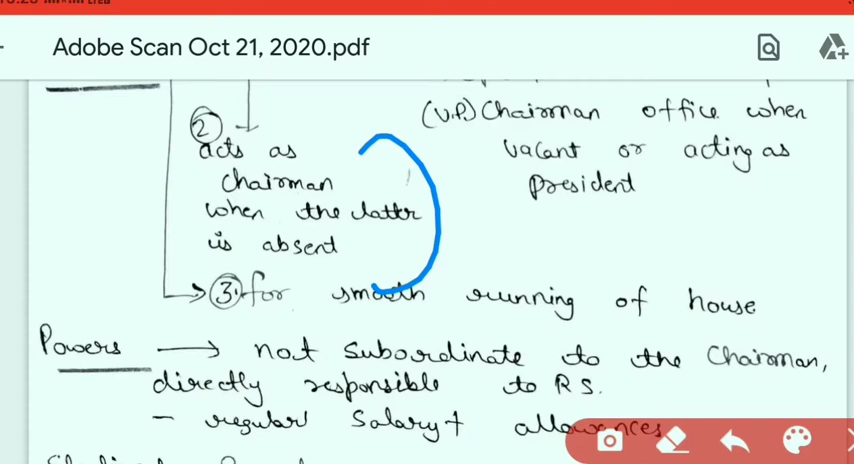 Adobe Scan Oct 21, 2020.pdf
(V.P) Chairman office when
vacant or acting as
president
②
acts as
chairman
when the latter
is absent
③ for smooth running of house
Powers → not subordinate to the Chairman,
directly responsible to RS.
- regular salary + allowances